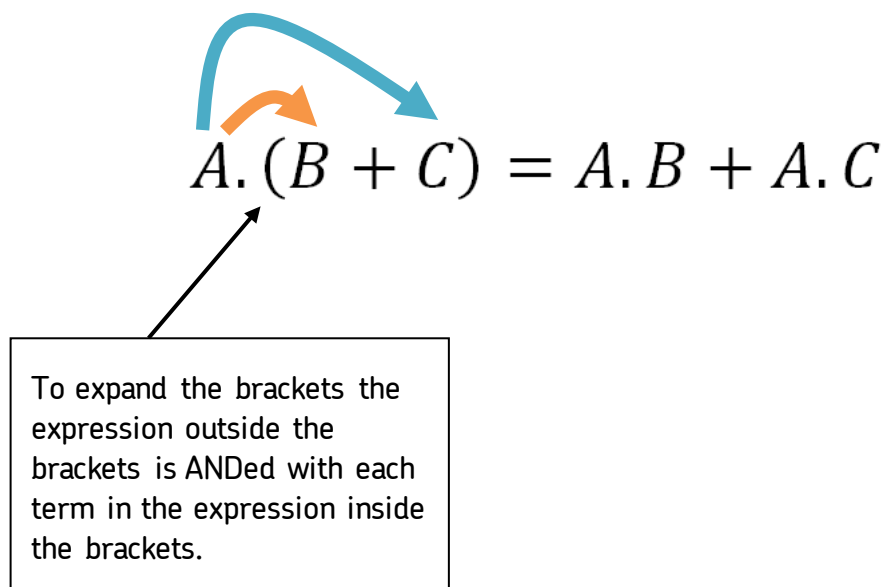 A.(B + C) = A.B + A.C
To expand the brackets the
expression outside the
brackets is ANDed with each
term in the expression inside
the brackets.